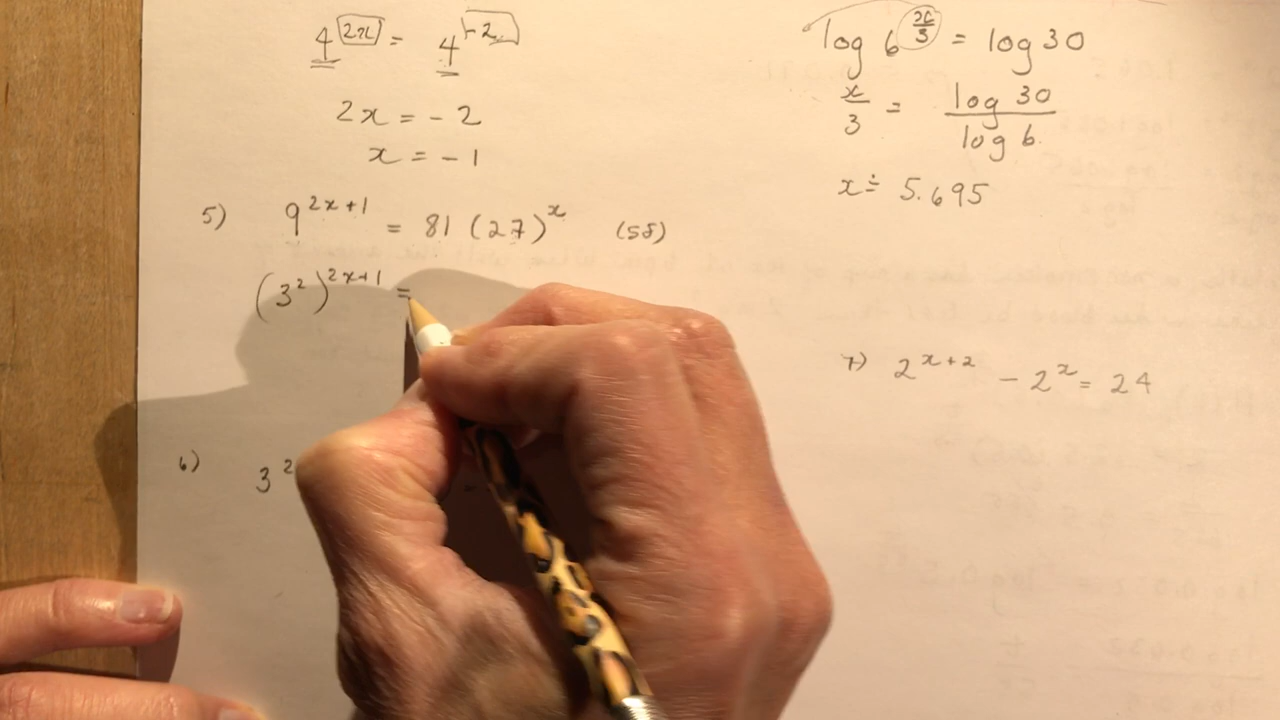 4^{2x} = 4^{-2}
2x = -2
x = -1
5) 9^{2x+1} = 81 (27)^x (5B)
(3^2)^{2x+1} =
6) 3^2
log 6^{x/3} = log 30
x/3 = log 30 / log 6
x ≐ 5.695
7) 2^{x+2} - 2^x = 24